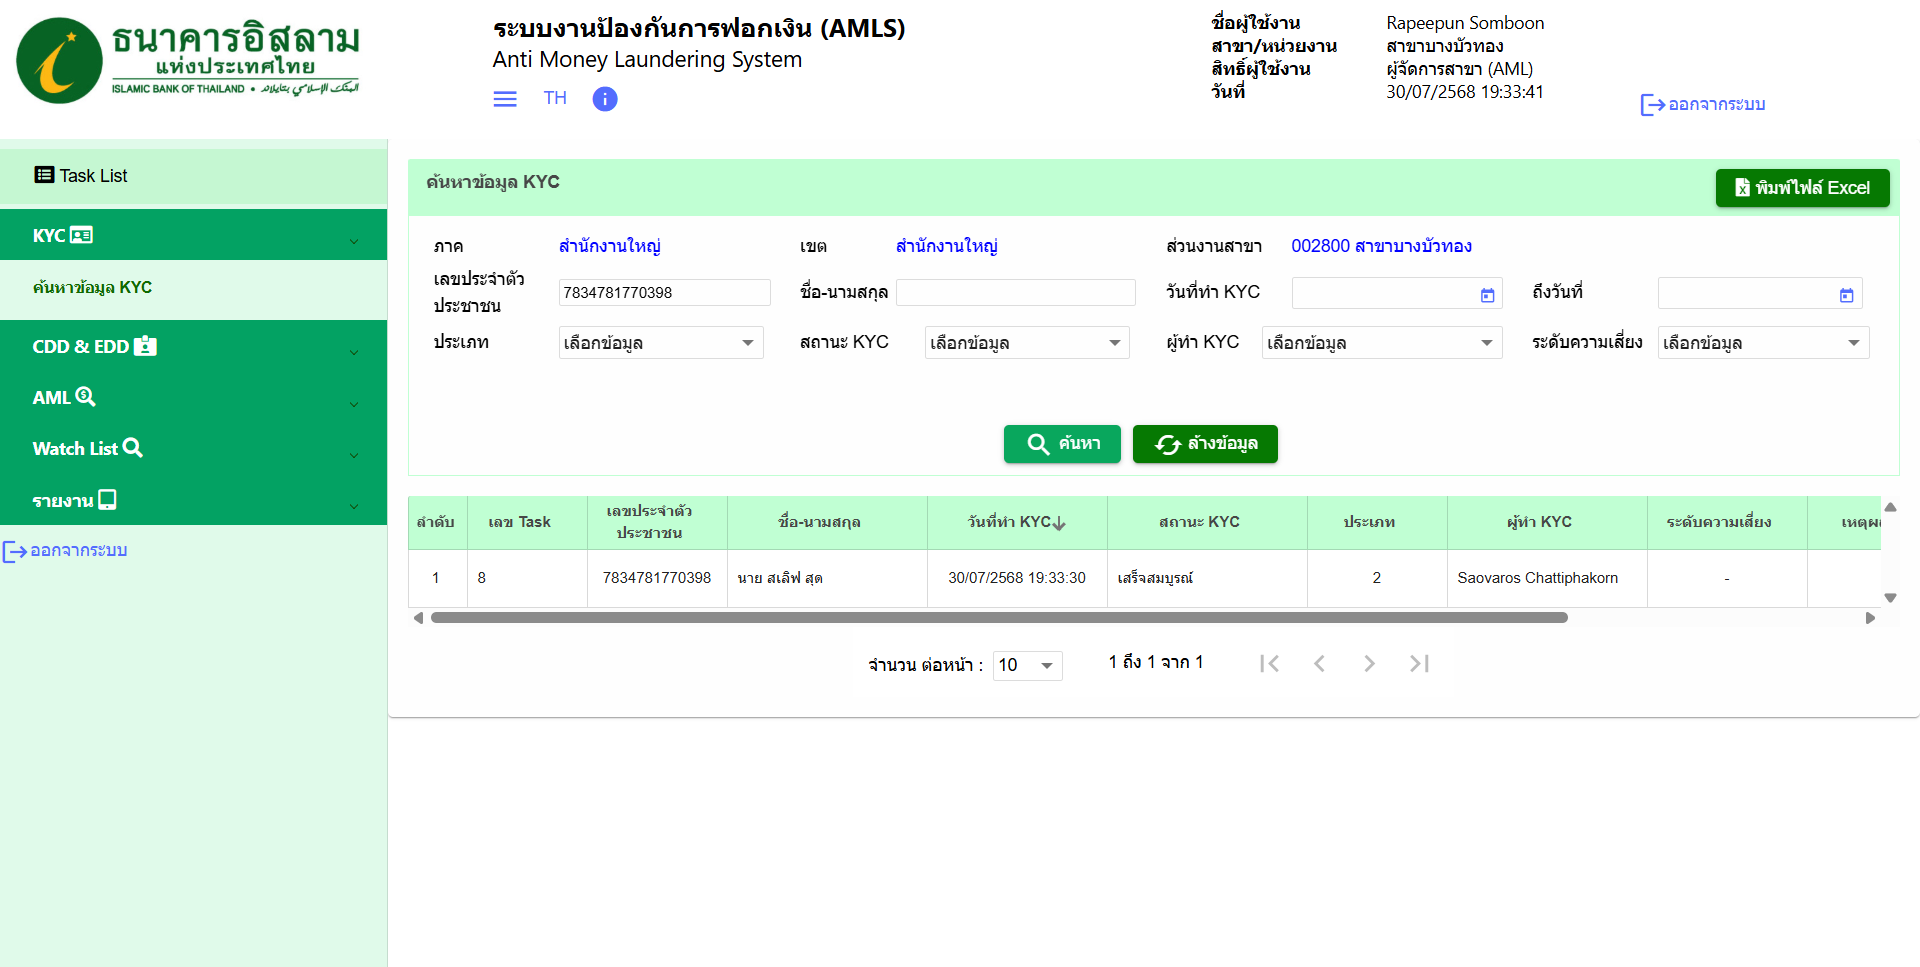 ธนาคารอิสลาม
แห่งประเทศไทย
ISLAMIC BANK OF THAILAND •
ระบบงานป้องกันการฟอกเงิน (AMLS)
Anti Money Laundering System
TH
ชื่อผู้ใช้งาน Rapeepun Somboon
สาขา/หน่วยงาน สาขาบางบัวทอง
สิทธิ์ผู้ใช้งาน ผู้จัดการสาขา (AML)
วันที่ 30/07/2568 19:33:41
ออกจากระบบ
Task List
KYC
ค้นหาข้อมูล KYC
CDD & EDD
AML
Watch List
รายงาน
ออกจากระบบ
ค้นหาข้อมูล KYC
พิมพ์ไฟล์ Excel
ภาค สำนักงานใหญ่ เขต สำนักงานใหญ่ ส่วนงานสาขา 002800 สาขาบางบัวทอง
เลขประจำตัว
ประชาชน 7834781770398 ชื่อ-นามสกุล วันที่ทำ KYC ถึงวันที่
ประเภท เลือกข้อมูล สถานะ KYC เลือกข้อมูล ผู้ทำ KYC เลือกข้อมูล ระดับความเสี่ยง เลือกข้อมูล
ค้นหา ล้างข้อมูล
ลำดับ เลข Task เลขประจำตัว
ประชาชน ชื่อ-นามสกุล วันที่ทำ KYC สถานะ KYC ประเภท ผู้ทำ KYC ระดับความเสี่ยง เหตุผ
1 8 7834781770398 นาย สเลิฟ สุด 30/07/2568 19:33:30 เสร็จสมบูรณ์ 2 Saovaros Chattiphakorn -
จำนวน ต่อหน้า : 10 1 ถึง 1 จาก 1